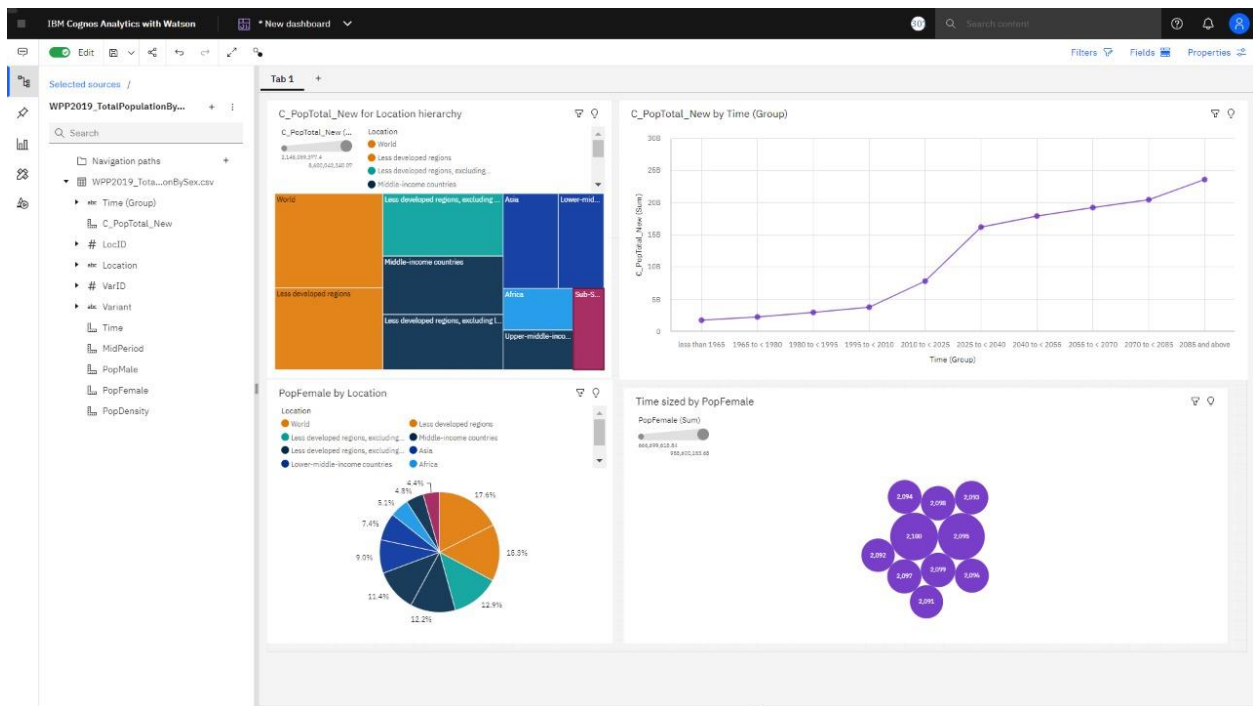 IBM Cognos Analytics with Watson
* New dashboard
Search content
Edit
Filters
Fields
Properties
Selected sources /
WPP2019_TotalPopulationBy...
Search
Navigation paths
WPP2019_Tota...onBySex.csv
abc Time (Group)
C_PopTotal_New
# LocID
abc Location
# VarID
abc Variant
Time
MidPeriod
PopMale
PopFemale
PopDensity
Tab 1 +
C_PopTotal_New for Location hierarchy
C_PopTotal_New (...
Location
World
Less developed regions
Less developed regions, excluding...
Middle-income countries
World
Less developed regions, excluding ...
Asia
Lower-mid...
Middle-income countries
Less developed regions
Africa
Sub-S...
Less developed regions, excluding l...
Upper-middle-inco...
C_PopTotal_New by Time (Group)
C_PopTotal_New (Sum)
30B
25B
20B
15B
10B
5B
0
less than 1965 1965 to < 1980 1980 to < 1995 1995 to < 2010 2010 to < 2025 2025 to < 2040 2040 to < 2055 2055 to < 2070 2070 to < 2085 2085 and above
Time (Group)
PopFemale by Location
Location
World
Less developed regions
Less developed regions, excluding...
Middle-income countries
Less developed regions, excluding...
Asia
Lower-middle-income countries
Africa
4.4%
4.8%
17.6%
5.1%
7.4%
9.0%
11.4%
12.9%
12.2%
Time sized by PopFemale
PopFemale (Sum)
2,094
2,098
2,093
2,100
2,095
2,092
2,097
2,099
2,096
2,091